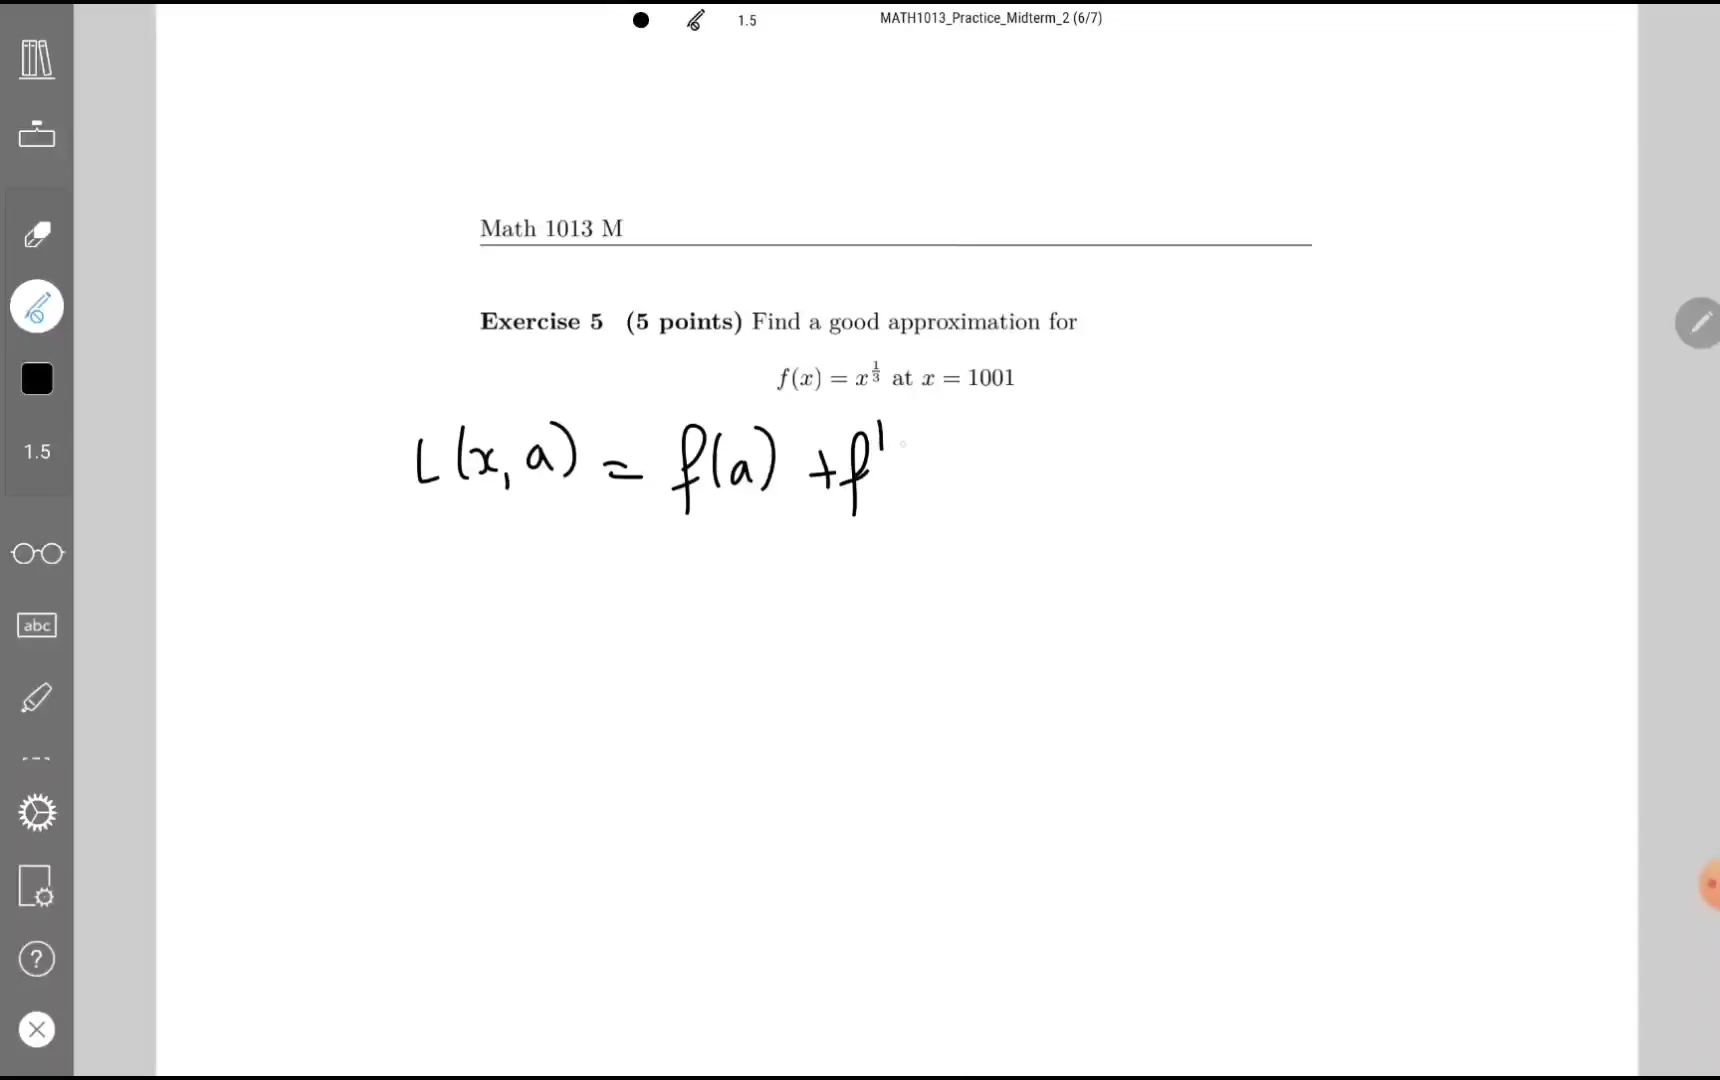 1.5 MATH1013_Practice_Midterm_2 (6/7)
Math 1013 M
Exercise 5 (5 points) Find a good approximation for
f(x) = x^{1/3} at x = 1001
L(x, a) = f(a) + f'
1.5
abc
?